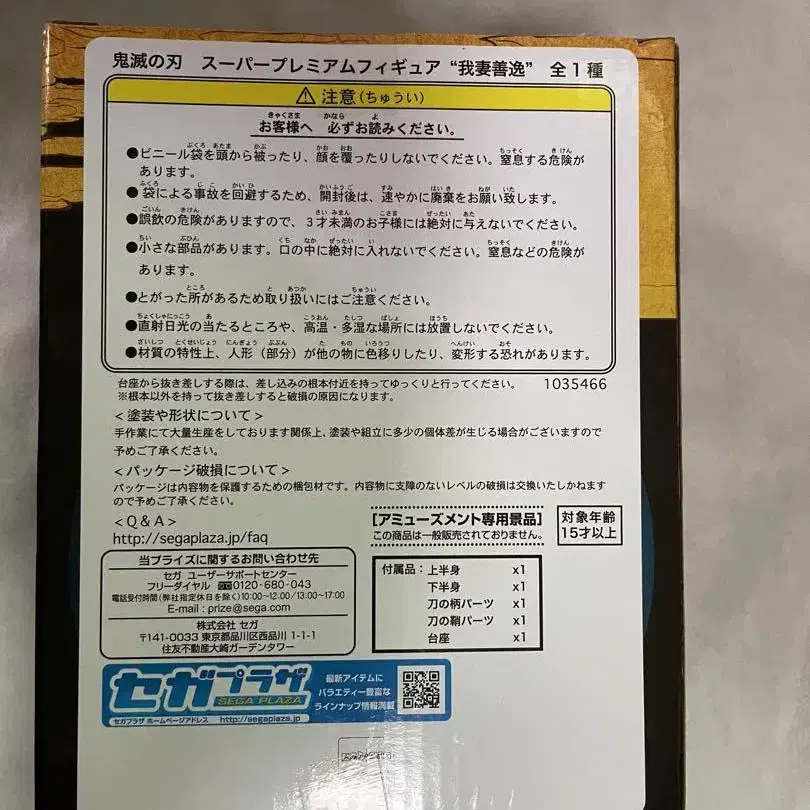 鬼滅の刃 スーパープレミアムフィギュア “我妻善逸” 全1種
⚠ 注意(ちゅうい)
お客様へ 必ずお読みください。
●ビニール袋を頭から被ったり、顔を覆ったりしないでください。窒息する危険が
あります。
●袋による事故を回避するため、開封後は、速やかに廃棄をお願い致します。
●誤飲の危険がありますので、3才未満のお子様には絶対に与えないでください。
●小さな部品があります。口の中に絶対に入れないでください。窒息などの危険が
あります。
●とがった所があるため取り扱いにはご注意ください。
●直射日光の当たるところや、高温・多湿な場所には放置しないでください。
●材質の特性上、人形(部分)が他の物に色移りしたり、変形する恐れがあります。
台座から抜き差しする際は、差し込みの根本付近を持ってゆっくりと行ってください。 1035466
※根本以外を持って抜き差しすると破損の原因になります。
<塗装や形状について>
手作業にて大量生産をしております関係上、塗装や組立に多少の個体差が生じる場合がございますので
予めご了承ください。
<パッケージ破損について>
パッケージは内容物を保護するための梱包材です。内容物に支障のないレベルの破損は交換いたしかねます
ので予めご了承ください。
<Q&A>
http://segaplaza.jp/faq
[アミューズメント専用景品]
この商品は一般販売されておりません。
対象年齢
15才以上
当プライズに関するお問い合わせ先
セガ ユーザーサポートセンター
フリーダイヤル 0120-680-043
電話受付時間(弊社指定休日を除く)10:00~12:00/13:00~17:00
E-mail : prize@sega.com
株式会社 セガ
〒141-0033 東京都品川区西品川 1-1-1
住友不動産大崎ガーデンタワー
付属品:上半身 x1
下半身 x1
刀の柄パーツ x1
刀の鞘パーツ x1
台座 x1
セガプラザ
SEGA PLAZA
最新アイテムに
バラエティー豊富な
ラインナップ情報満載
セガプラザ ホームページアドレス http://segaplaza.jp